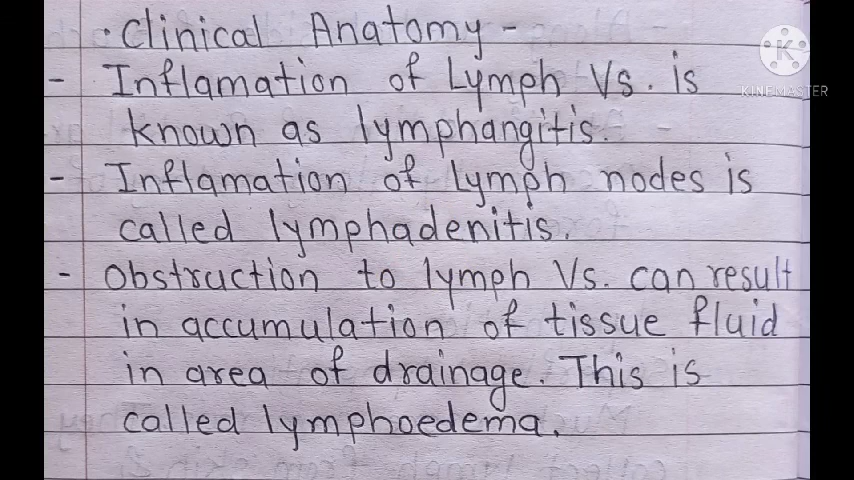 • Clinical Anatomy -
- Inflamation of Lymph Vs. is
known as lymphangitis.
- Inflamation of Lymph nodes is
called lymphadenitis.
- Obstruction to lymph Vs. can result
in accumulation of tissue fluid
in area of drainage. This is
called lymphoedema.
K
KINEMASTER